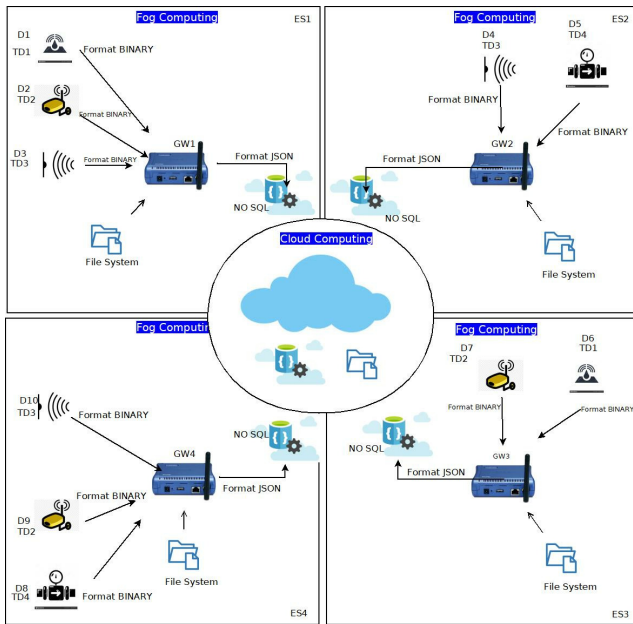 Fog Computing
ES1
D1
TD1
Format BINARY
D2
TD2
Format BINARY
D3
TD3
Format BINARY
GW1
Format JSON
NO SQL
File System
Fog Computing
ES2
D4
TD3
D5
TD4
Format BINARY
Format BINARY
GW2
Format JSON
NO SQL
File System
Cloud Computing
Fog Computin
D10
TD3
Format BINARY
GW4
Format BINARY
D9
TD2
Format JSON
NO SQL
D8
TD4
Format BINARY
File System
ES4
Fog Computing
D7
TD2
D6
TD1
Format BINARY
Format BINARY
NO SQL
GW3
Format JSON
File System
ES3